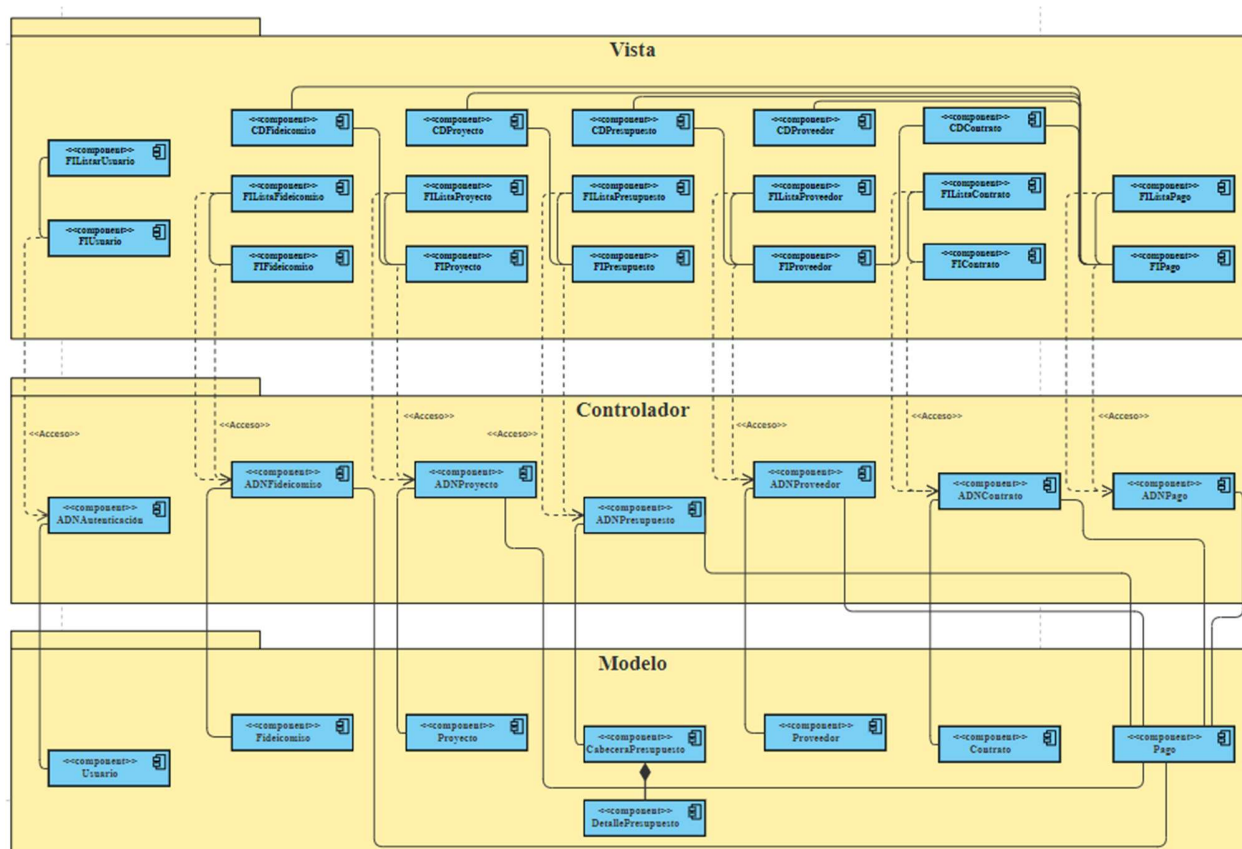 Vista
<<component>>
CDFideicomiso
<<component>>
CDProyecto
<<component>>
CDPresupuesto
<<component>>
CDProveedor
<<component>>
CDContrato
<<component>>
FIListarUsuario
<<component>>
FIListaFideicomiso
<<component>>
FIListaProyecto
<<component>>
FIListaPresupuesto
<<component>>
FIListaProveedor
<<component>>
FIListaContrato
<<component>>
FIListaPago
<<component>>
FIUsuario
<<component>>
FIFideicomiso
<<component>>
FIProyecto
<<component>>
FIPresupuesto
<<component>>
FIProveedor
<<component>>
FIContrato
<<component>>
FIPago
Controlador
<<Acceso>>
<<Acceso>>
<<Acceso>>
<<Acceso>>
<<Acceso>>
<<Acceso>>
<<Acceso>>
<<component>>
ADNFideicomiso
<<component>>
ADNProyecto
<<component>>
ADNProveedor
<<component>>
ADNContrato
<<component>>
ADNPago
<<component>>
ADNAutenticación
<<component>>
ADNPresupuesto
Modelo
<<component>>
Fideicomiso
<<component>>
Proyecto
<<component>>
CabeceraPresupuesto
<<component>>
Proveedor
<<component>>
Contrato
<<component>>
Pago
<<component>>
Usuario
<<component>>
DetallePresupuesto